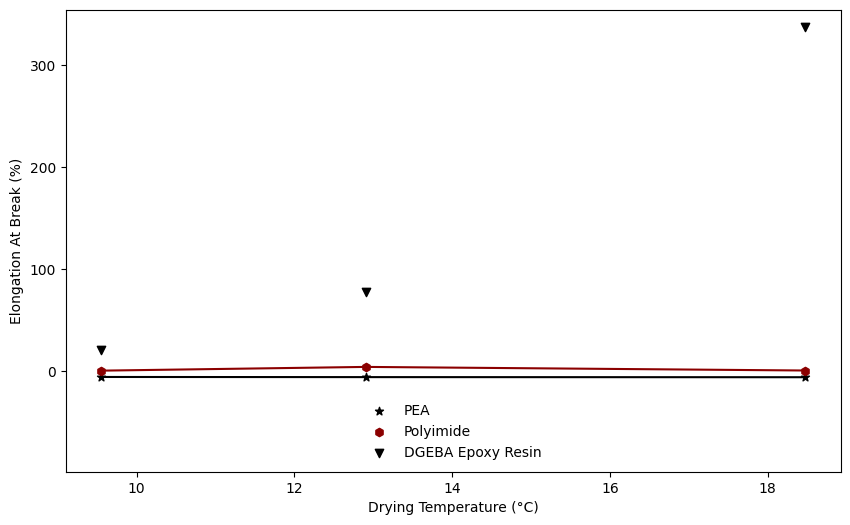 300
200
100
0
Elongation At Break (%)
PEA
Polyimide
DGEBA Epoxy Resin
10 12 14 16 18
Drying Temperature (°C)